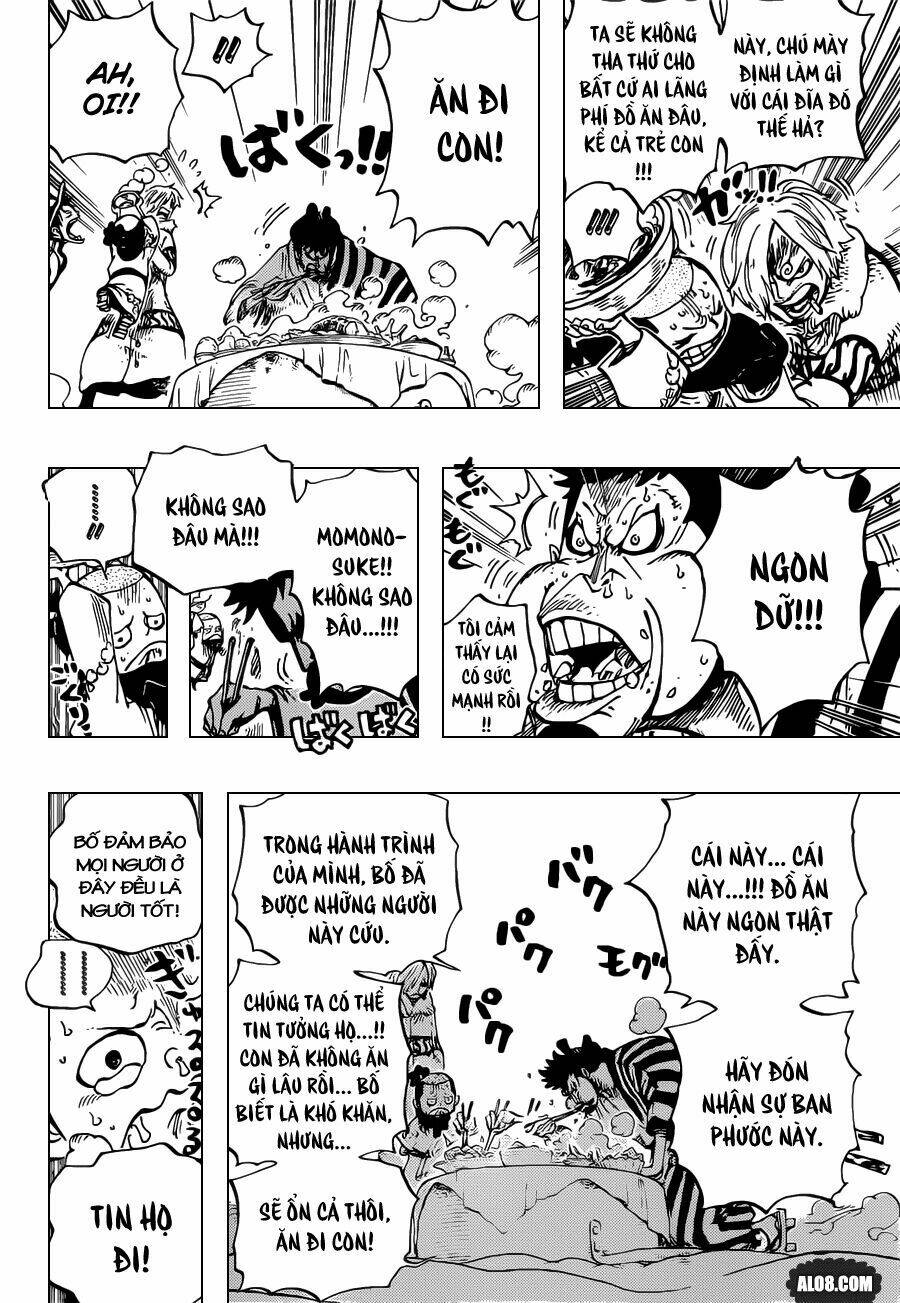 NÀY, CHÚ MÀY
ĐỊNH LÀM GÌ
VỚI CÁI ĐĨA ĐÓ
THẾ HẢ?
TA SẼ KHÔNG
THA THỨ CHO
BẤT CỨ AI LÃNG
PHÍ ĐỒ ĂN ĐÂU,
KỂ CẢ TRẺ CON
!!!
ガッ!!
!!!
ĂN ĐI
CON!
ばくっ!!
!!
AH,
OI!!
NGON
DỮ!!!
もぐ
もぐ
TÔI CẢM
THẤY LẠI
CÓ SỨC
MẠNH RỒI
!!
MOMONO-
SUKE!!
KHÔNG SAO
ĐÂU...!!!
KHÔNG SAO
ĐÂU MÀ!!!
ばく ばく
!!
CÁI NÀY... CÁI
NÀY...!!! ĐỒ ĂN
NÀY NGON THẬT
ĐẤY.
HÃY ĐÓN
NHẬN SỰ BAN
PHƯỚC NÀY.
パク
パク
パク
モグ
TRONG HÀNH TRÌNH
CỦA MÌNH, BỐ ĐÃ
ĐƯỢC NHỮNG NGƯỜI
NÀY CỨU.
CHÚNG TA CÓ THỂ
TIN TƯỞNG HỌ...!!
CON ĐÃ KHÔNG ĂN
GÌ LÂU RỒI... BỐ
BIẾT LÀ KHÓ KHĂN,
NHƯNG...
SẼ ỔN CẢ THÔI,
ĂN ĐI CON!
BỐ ĐẢM BẢO
MỌI NGƯỜI Ở
ĐÂY ĐỀU LÀ
NGƯỜI TỐT!
TIN HỌ
ĐI!
ALO8.COM